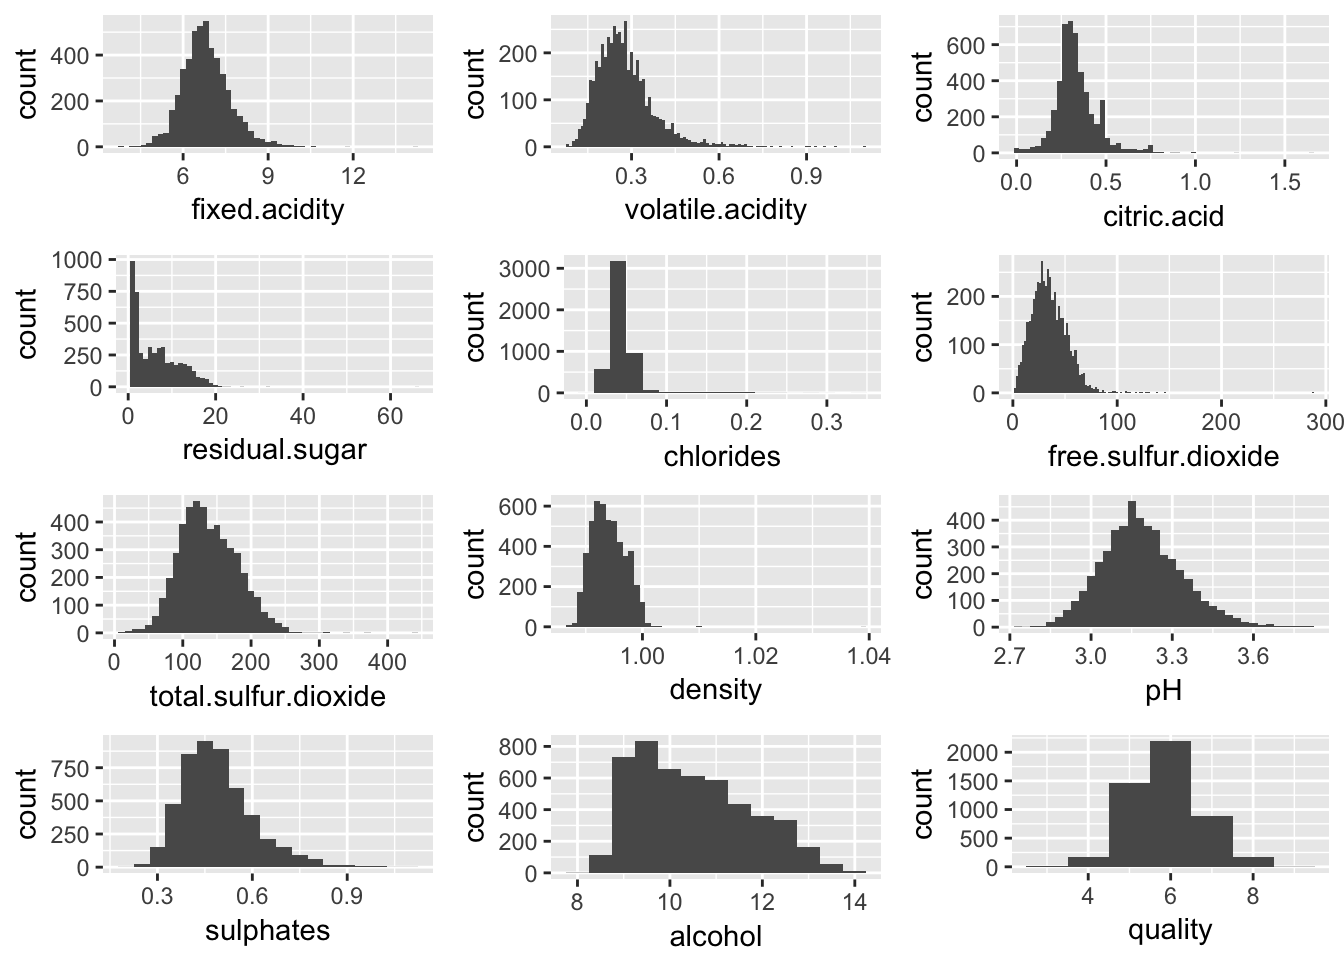 count
400
200
0
6 9 12
fixed.acidity
count
200
100
0
0.3 0.6 0.9
volatile.acidity
count
600
400
200
0
0.0 0.5 1.0 1.5
citric.acid
count
1000
750
500
250
0
0 20 40 60
residual.sugar
count
3000
2000
1000
0
0.0 0.1 0.2 0.3
chlorides
count
200
100
0
0 100 200 300
free.sulfur.dioxide
count
400
300
200
100
0
0 100 200 300 400
total.sulfur.dioxide
count
600
400
200
0
1.00 1.02 1.04
density
count
400
300
200
100
0
2.7 3.0 3.3 3.6
pH
count
750
500
250
0
0.3 0.6 0.9
sulphates
count
800
600
400
200
0
8 10 12 14
alcohol
count
2000
1500
1000
500
0
4 6 8
quality